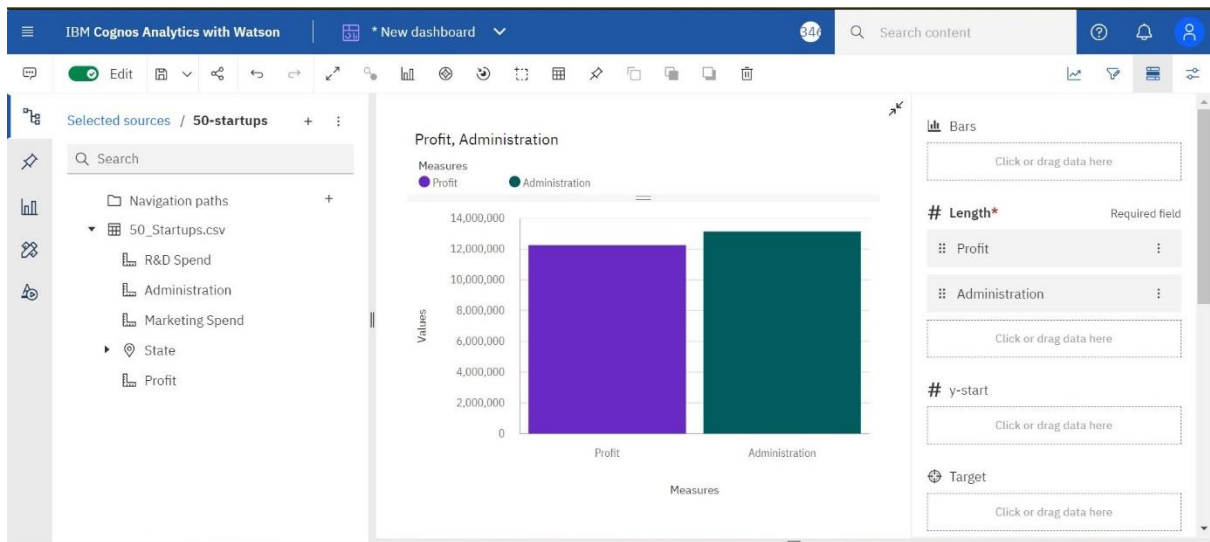 IBM Cognos Analytics with Watson
* New dashboard
Search content
Edit
Selected sources / 50-startups
Search
Navigation paths
50_Startups.csv
R&D Spend
Administration
Marketing Spend
State
Profit
Profit, Administration
Measures
Profit
Administration
14,000,000
12,000,000
10,000,000
8,000,000
6,000,000
4,000,000
2,000,000
0
Values
Profit
Administration
Measures
Bars
Click or drag data here
# Length*
Required field
Profit
Administration
Click or drag data here
# y-start
Click or drag data here
Target
Click or drag data here